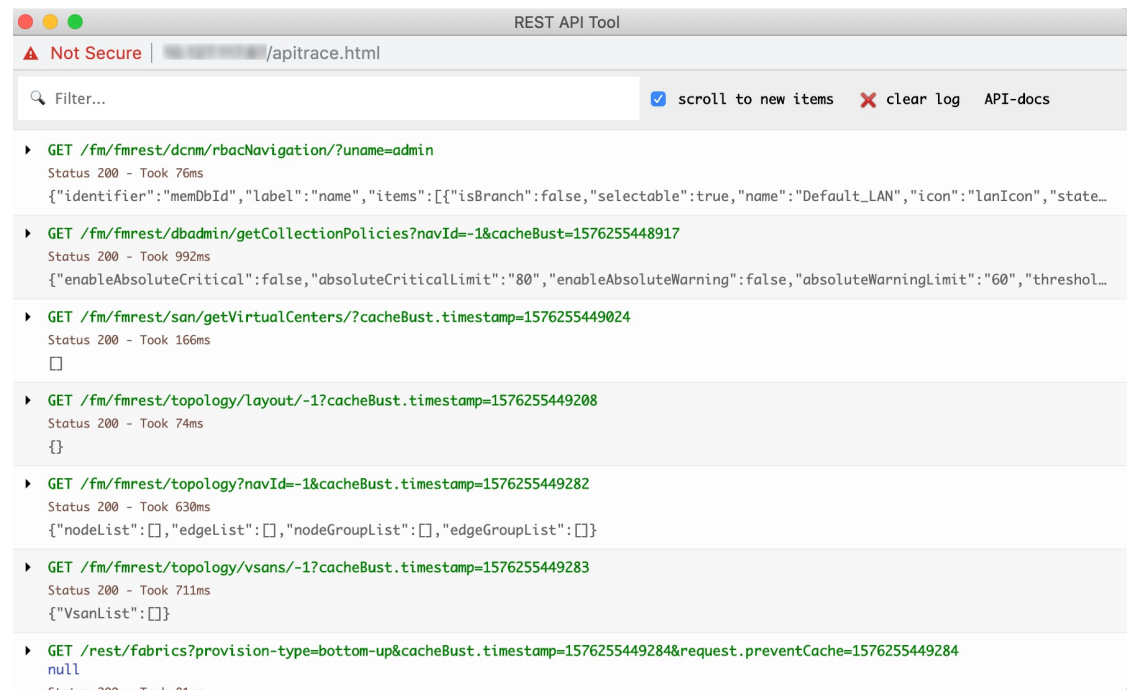 REST API Tool
Not Secure /apitrace.html
Filter... scroll to new items clear log API-docs
GET /fm/fmrest/dcnm/rbacNavigation/?uname=admin
Status 200 - Took 76ms
{"identifier":"memDbId","label":"name","items":[{"isBranch":false,"selectable":true,"name":"Default_LAN","icon":"lanIcon","state…
GET /fm/fmrest/dbadmin/getCollectionPolicies?navId=-1&cacheBust=1576255448917
Status 200 - Took 992ms
{"enableAbsoluteCritical":false,"absoluteCriticalLimit":"80","enableAbsoluteWarning":false,"absoluteWarningLimit":"60","threshol…
GET /fm/fmrest/san/getVirtualCenters/?cacheBust.timestamp=1576255449024
Status 200 - Took 166ms
[]
GET /fm/fmrest/topology/layout/-1?cacheBust.timestamp=1576255449208
Status 200 - Took 74ms
{}
GET /fm/fmrest/topology?navId=-1&cacheBust.timestamp=1576255449282
Status 200 - Took 630ms
{"nodeList":[],"edgeList":[],"nodeGroupList":[],"edgeGroupList":[]}
GET /fm/fmrest/topology/vsans/-1?cacheBust.timestamp=1576255449283
Status 200 - Took 711ms
{"VsanList":[]}
GET /rest/fabrics?provision-type=bottom-up&cacheBust.timestamp=1576255449284&request.preventCache=1576255449284
null